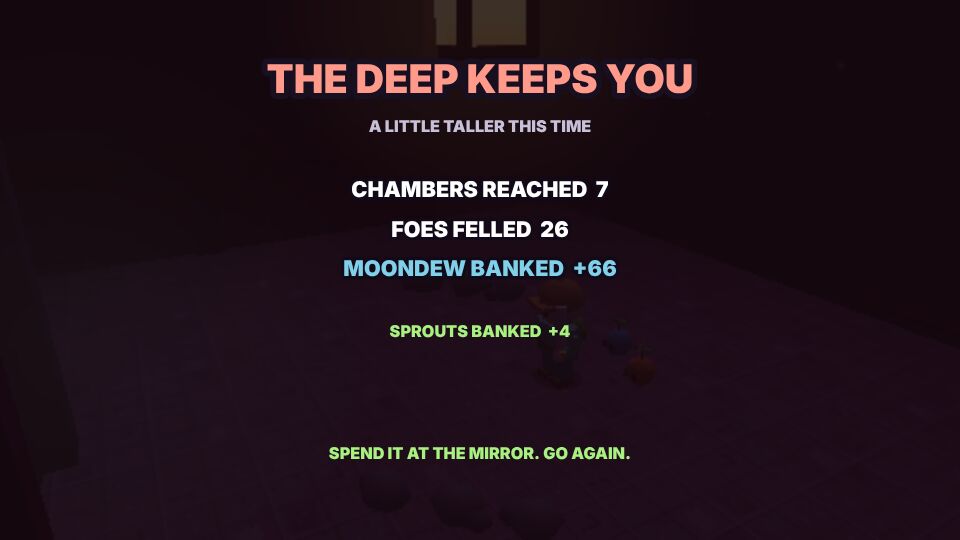 THE DEEP KEEPS YOU
A LITTLE TALLER THIS TIME
CHAMBERS REACHED 7
FOES FELLED 26
MOONDEW BANKED +66
SPROUTS BANKED +4
SPEND IT AT THE MIRROR. GO AGAIN.